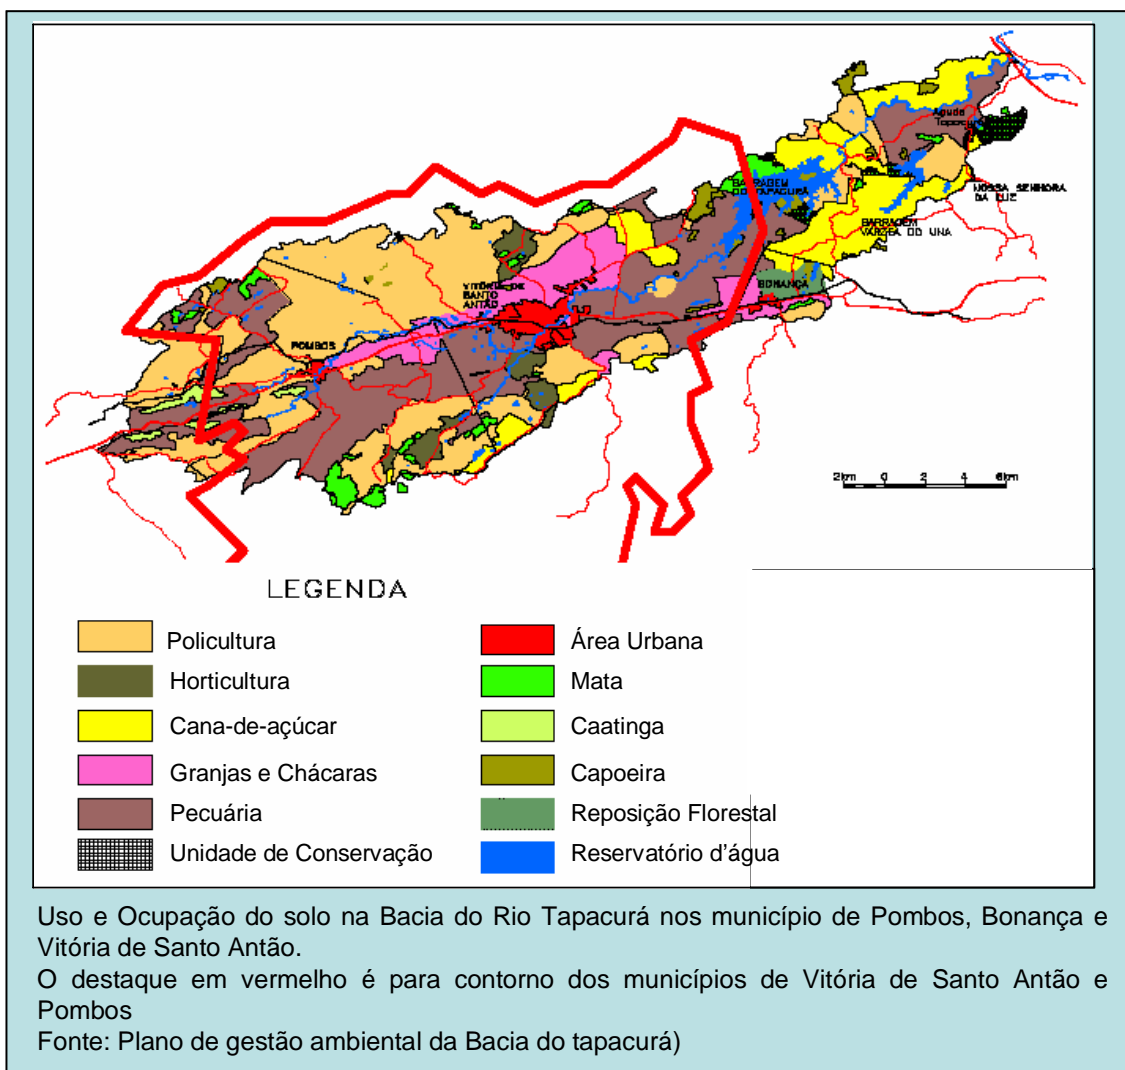 Aguda
Tapacurá
BARRAGEM
DO TAPACURÁ
NOSSA SENHORA
DA LUZ
BARRAGEM
VARZEA DO UNA
VITÓRIA DE
SANTO
ANTÃO
BONANÇA
POMBOS
2km 0 2 4 6km
LEGENDA
Policultura
Horticultura
Cana-de-açúcar
Granjas e Chácaras
Pecuária
Unidade de Conservação
Área Urbana
Mata
Caatinga
Capoeira
Reposição Florestal
Reservatório d’água
Uso e Ocupação do solo na Bacia do Rio Tapacurá nos município de Pombos, Bonança e
Vitória de Santo Antão.
O destaque em vermelho é para contorno dos municípios de Vitória de Santo Antão e
Pombos
Fonte: Plano de gestão ambiental da Bacia do tapacurá)